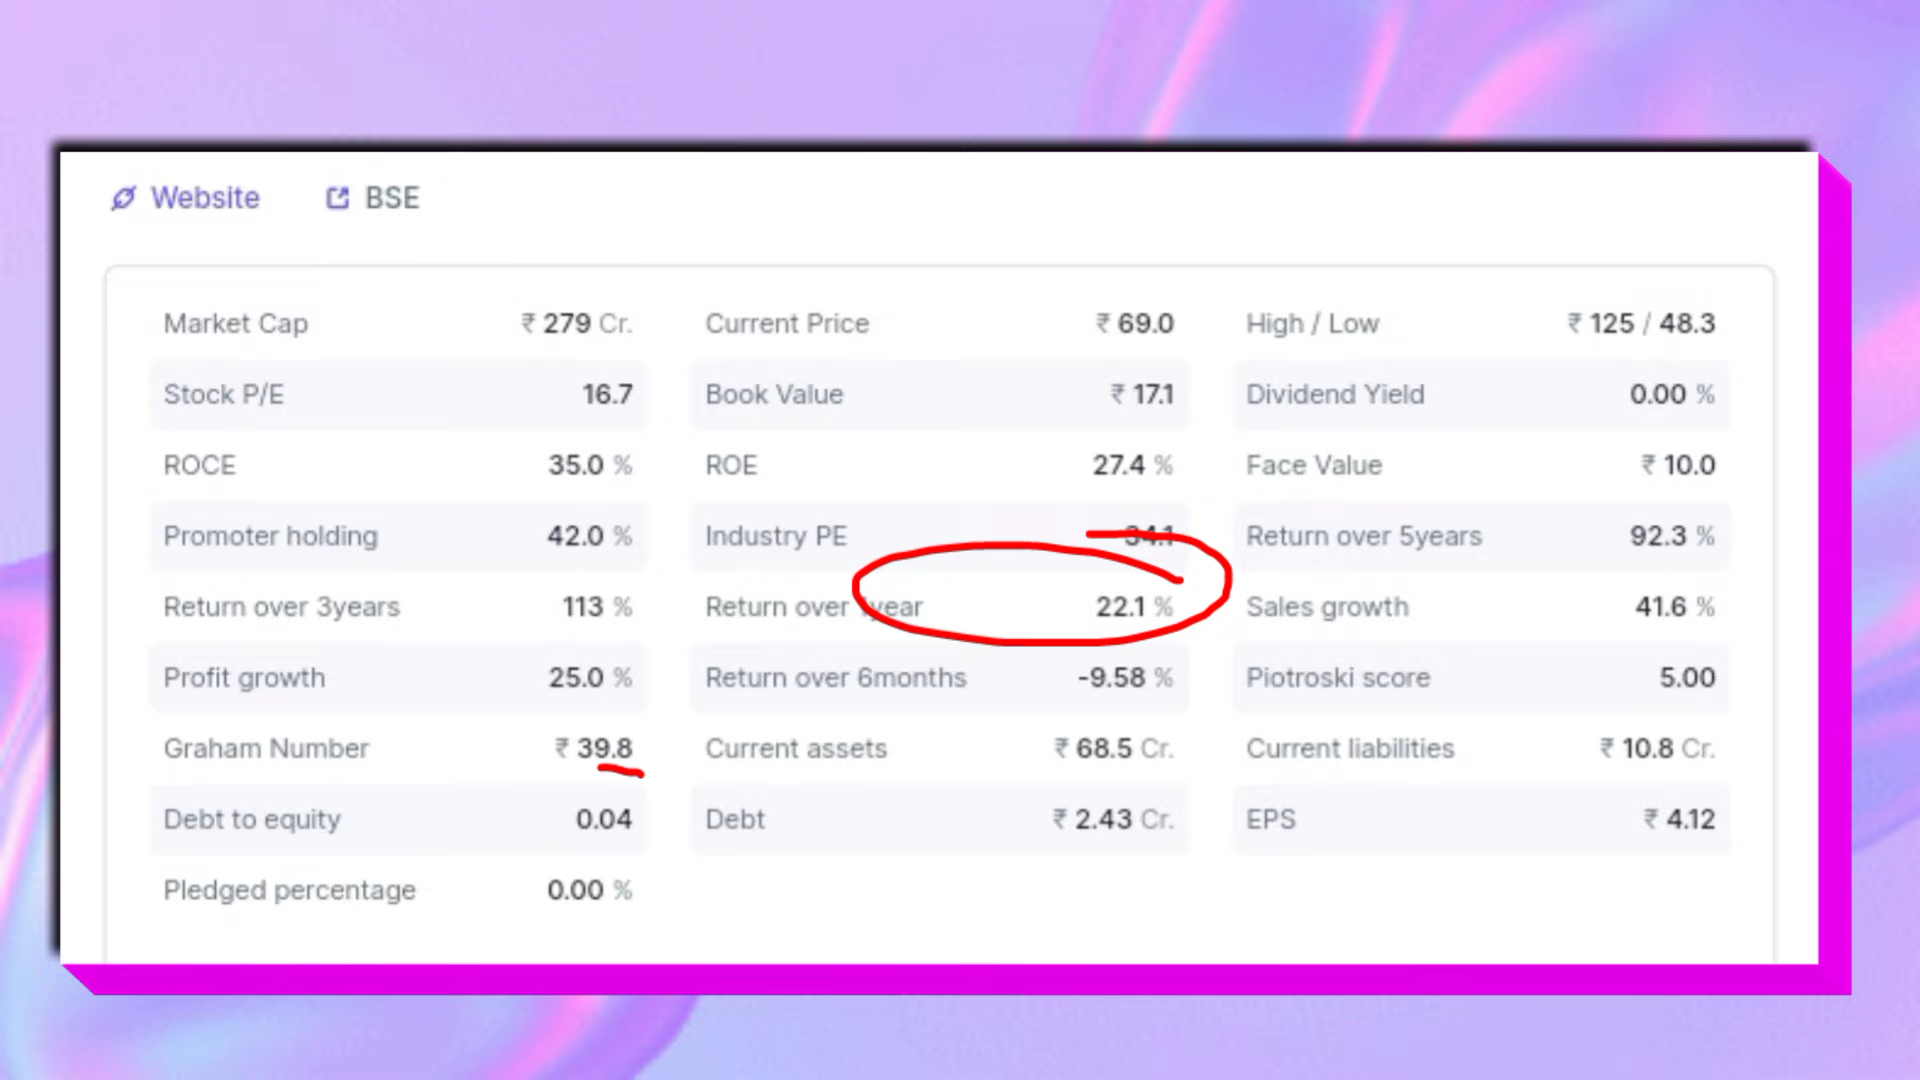 Website BSE
Market Cap ₹ 279 Cr. Current Price ₹ 69.0 High / Low ₹ 125 / 48.3
Stock P/E 16.7 Book Value ₹ 17.1 Dividend Yield 0.00 %
ROCE 35.0 % ROE 27.4 % Face Value ₹ 10.0
Promoter holding 42.0 % Industry PE 34.1 Return over 5years 92.3 %
Return over 3years 113 % Return over 1year 22.1 % Sales growth 41.6 %
Profit growth 25.0 % Return over 6months -9.58 % Piotroski score 5.00
Graham Number ₹ 39.8 Current assets ₹ 68.5 Cr. Current liabilities ₹ 10.8 Cr.
Debt to equity 0.04 Debt ₹ 2.43 Cr. EPS ₹ 4.12
Pledged percentage 0.00 %